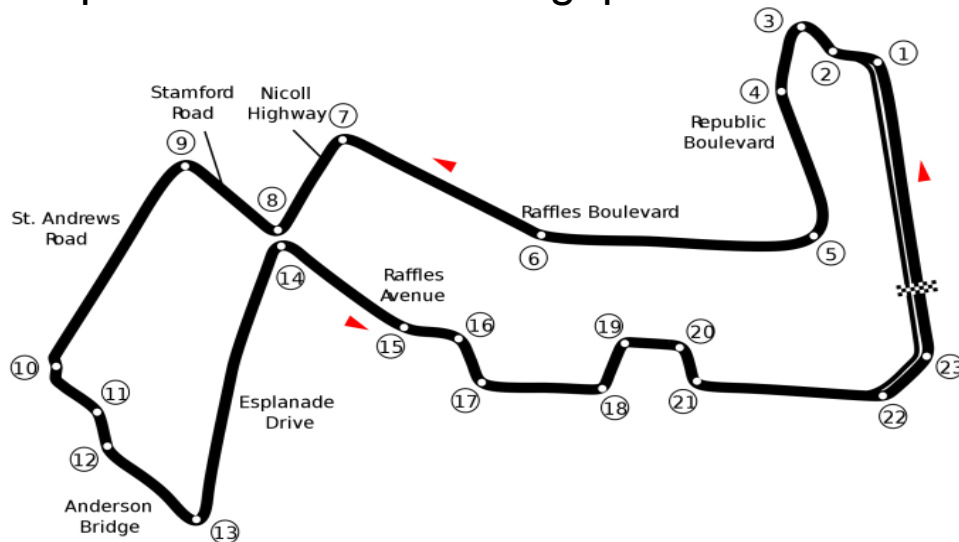 3
1
2
4
Stamford
Road
Nicoll
Highway
7
9
Republic
Boulevard
8
St. Andrews
Road
Raffles Boulevard
6
5
14
Raffles
Avenue
15
16
19
20
10
11
17
18
21
23
22
Esplanade
Drive
12
Anderson
Bridge
13